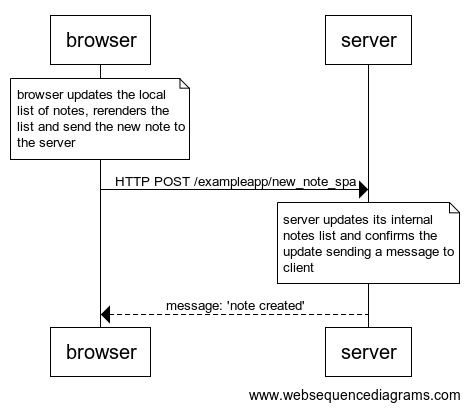 browser
server
browser updates the local
list of notes, rerenders the
list and send the new note to
the server
HTTP POST /exampleapp/new_note_spa
server updates its internal
notes list and confirms the
update sending a message to
client
message: 'note created'
browser
server
www.websequencediagrams.com